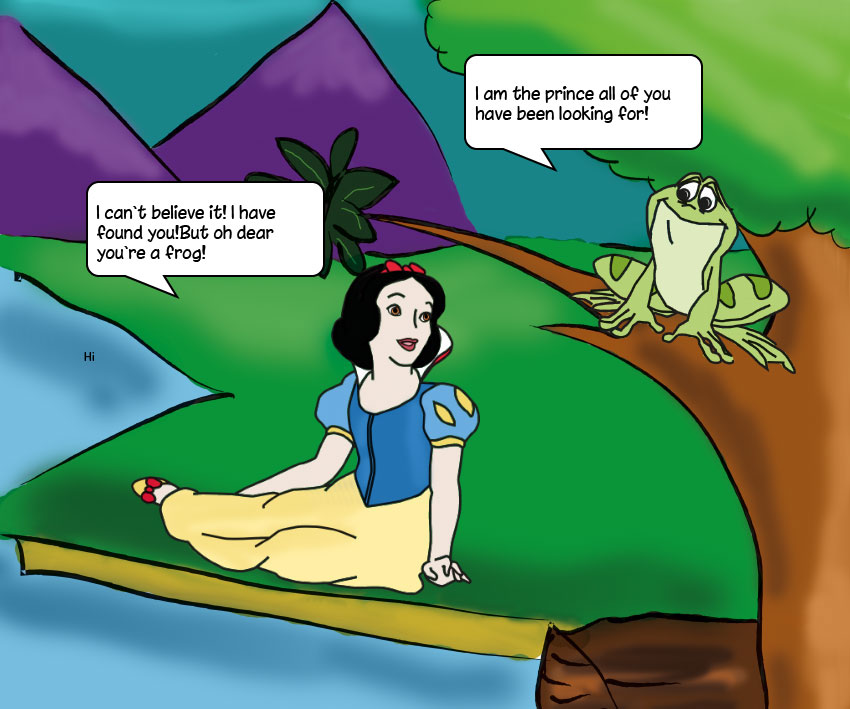 I am the prince all of you
have been looking for!
I can`t believe it! I have
found you!But oh dear
you`re a frog!
Hi